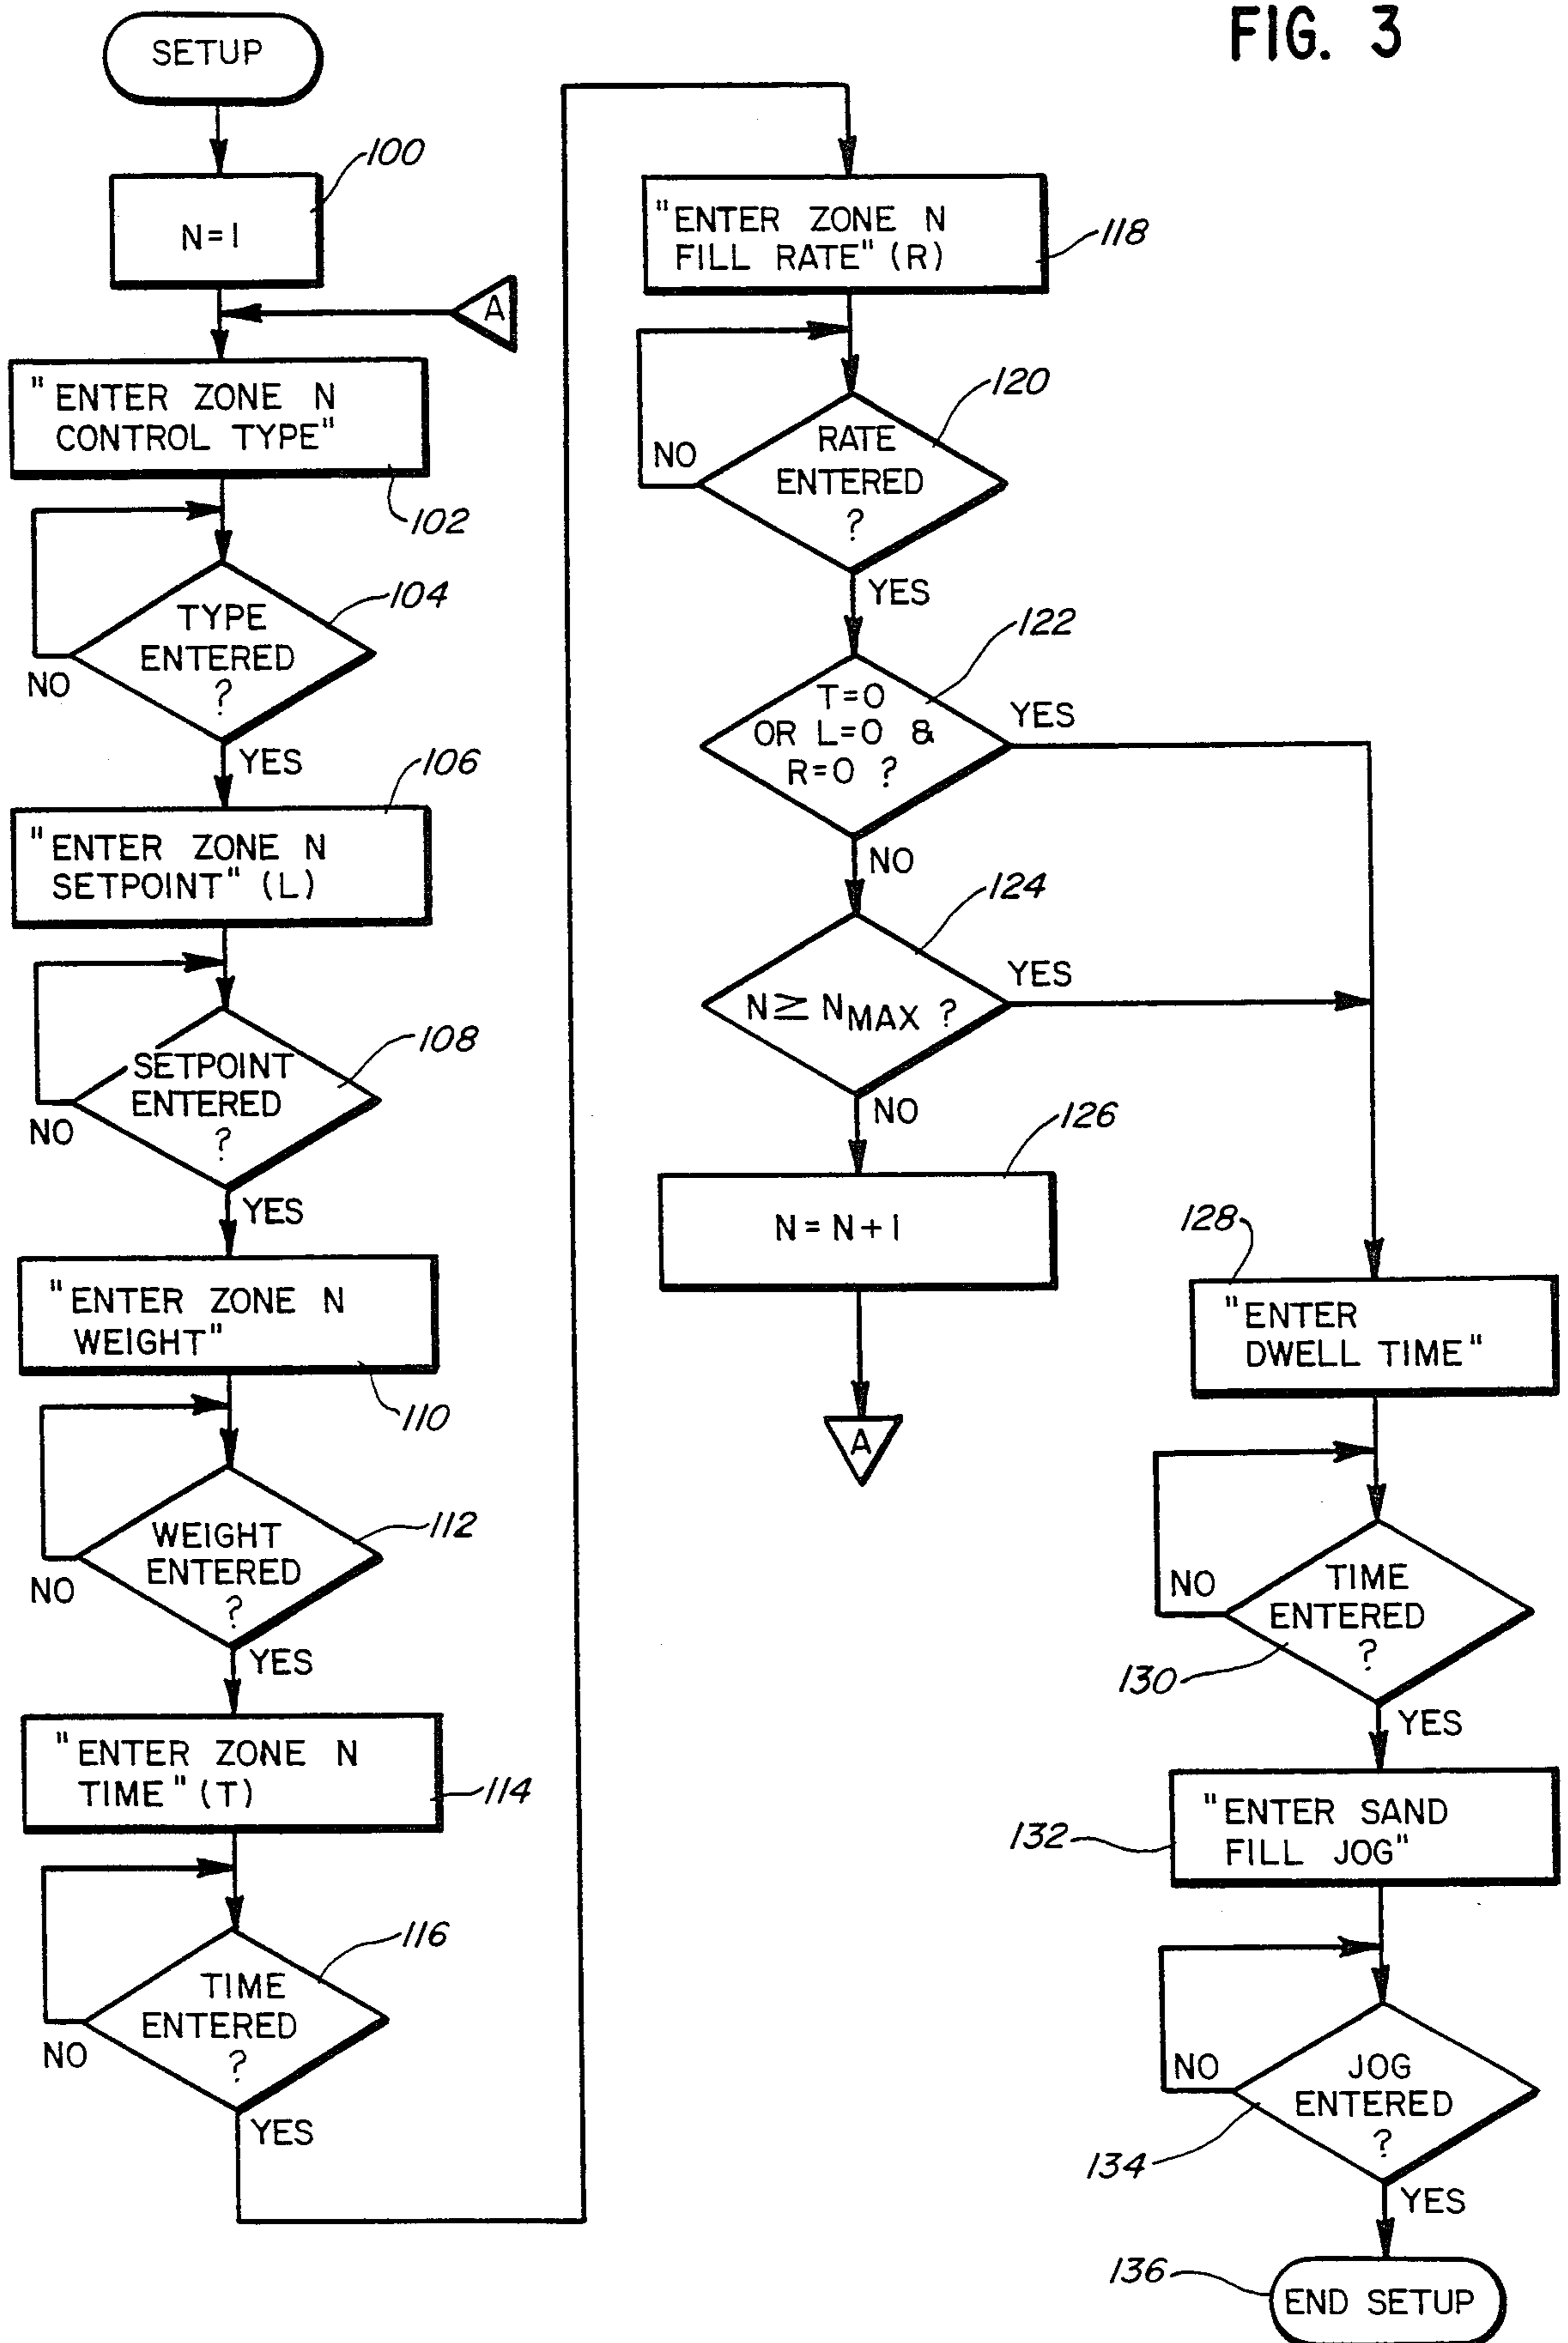 FIG. 3
SETUP
100
N=1
A
"ENTER ZONE N
CONTROL TYPE"
102
104
TYPE
ENTERED
?
NO
YES
106
"ENTER ZONE N
SETPOINT" (L)
108
SETPOINT
ENTERED
?
NO
YES
"ENTER ZONE N
WEIGHT"
110
112
WEIGHT
ENTERED
?
NO
YES
"ENTER ZONE N
TIME" (T)
114
116
TIME
ENTERED
?
NO
YES
"ENTER ZONE N
FILL RATE" (R)
118
120
RATE
ENTERED
?
NO
YES
122
T=0
OR L=0 &
R=0 ?
YES
NO
124
N≥ NMAX ?
YES
NO
126
N = N+1
A
128
"ENTER
DWELL TIME"
TIME
ENTERED
?
NO
130
YES
"ENTER SAND
FILL JOG"
132
JOG
ENTERED
?
NO
134
YES
136
END SETUP